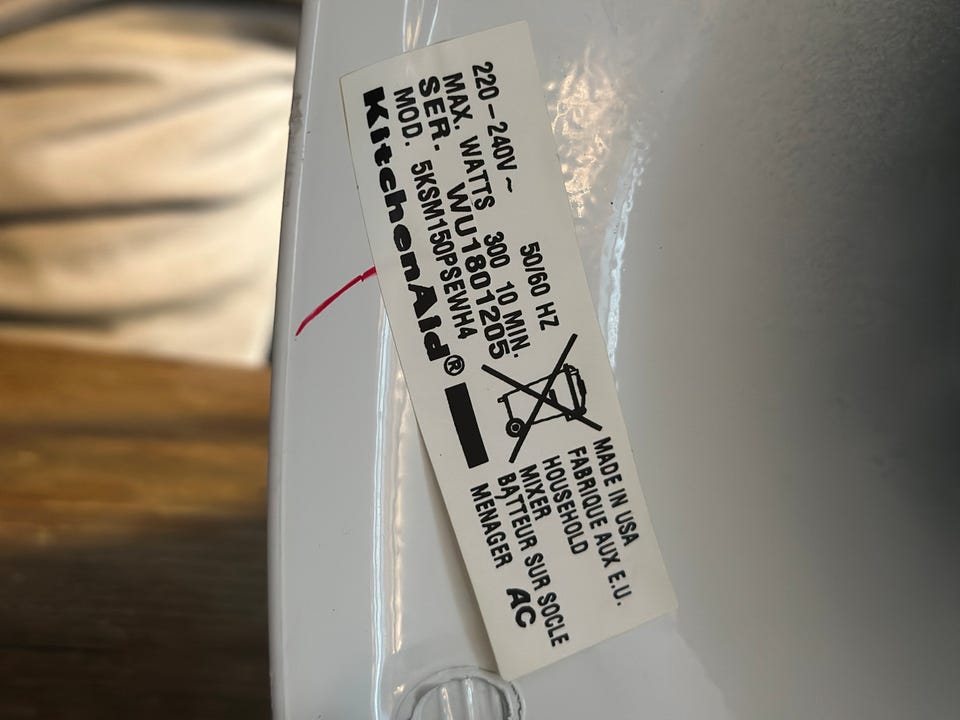 KitchenAid®
MOD. 5KSM150PSEWH4
SER. WU1801205
MAX. WATTS 300 10 MIN.
220-240V~ 50/60 HZ
MADE IN USA
FABRIQUE AUX E.U.
HOUSEHOLD
MIXER
BATTEUR SUR SOCLE
MENAGER AC